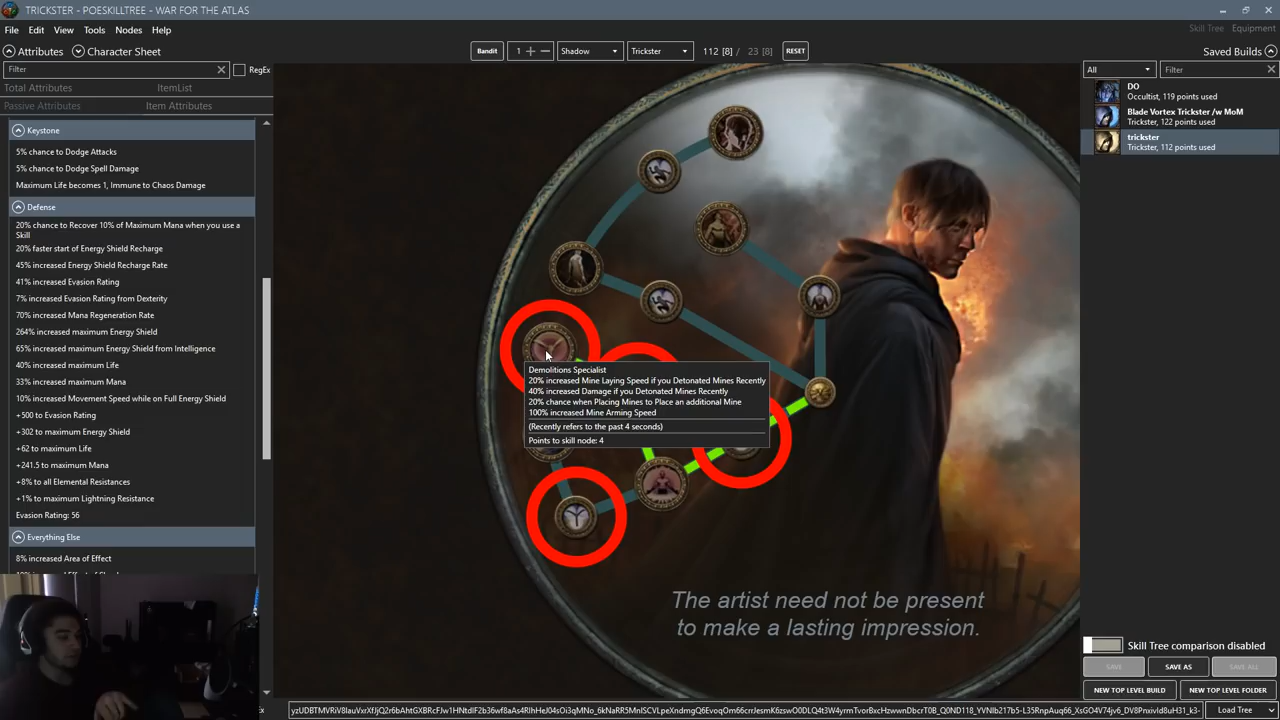 TRICKSTER - POESKILLTREE - WAR FOR THE ATLAS
File Edit View Tools Nodes Help
Skill Tree Equipment
Attributes Character Sheet
Bandit 1 Shadow Trickster 112 [8] / 23 [8] RESET
Saved Builds
Filter RegEx
All Filter
Total Attributes ItemList
Passive Attributes Item Attributes
Keystone
5% chance to Dodge Attacks
5% chance to Dodge Spell Damage
Maximum Life becomes 1, Immune to Chaos Damage
Defense
20% chance to Recover 10% of Maximum Mana when you use a
Skill
20% faster start of Energy Shield Recharge
45% increased Energy Shield Recharge Rate
41% increased Evasion Rating
7% increased Evasion Rating from Dexterity
70% increased Mana Regeneration Rate
264% increased maximum Energy Shield
65% increased maximum Energy Shield from Intelligence
40% increased maximum Life
33% increased maximum Mana
10% increased Movement Speed while on Full Energy Shield
+500 to Evasion Rating
+302 to maximum Energy Shield
+62 to maximum Life
+241.5 to maximum Mana
+8% to all Elemental Resistances
+1% to maximum Lightning Resistance
Evasion Rating: 56
Everything Else
8% increased Area of Effect
Demolitions Specialist
20% increased Mine Laying Speed if you Detonated Mines Recently
40% increased Damage if you Detonated Mines Recently
20% chance when Placing Mines to Place an additional Mine
100% increased Mine Arming Speed
(Recently refers to the past 4 seconds)
Points to skill node: 4
The artist need not be present
to make a lasting impression.
DO
Occultist, 119 points used
Blade Vortex Trickster /w MoM
Trickster, 122 points used
trickster
Trickster, 112 points used
Skill Tree comparison disabled
SAVE SAVE AS SAVE ALL
NEW TOP LEVEL BUILD NEW TOP LEVEL FOLDER
Load Tree